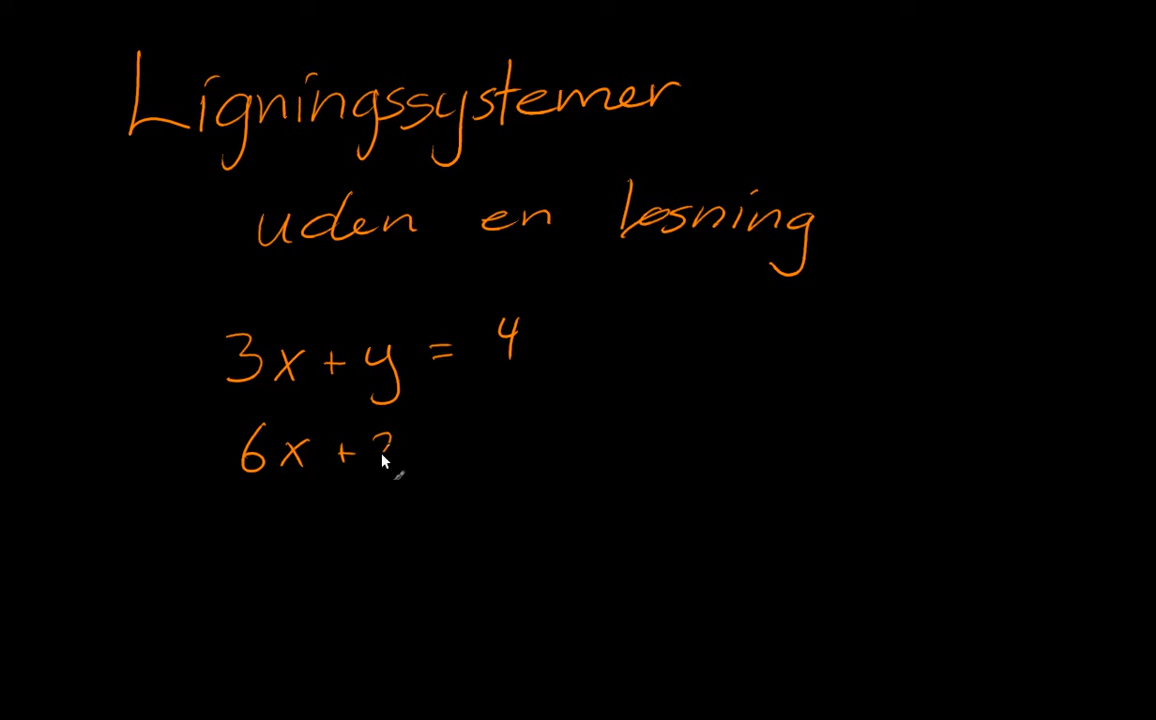 Ligningssystemer
uden en løsning
3x + y = 4
6x +